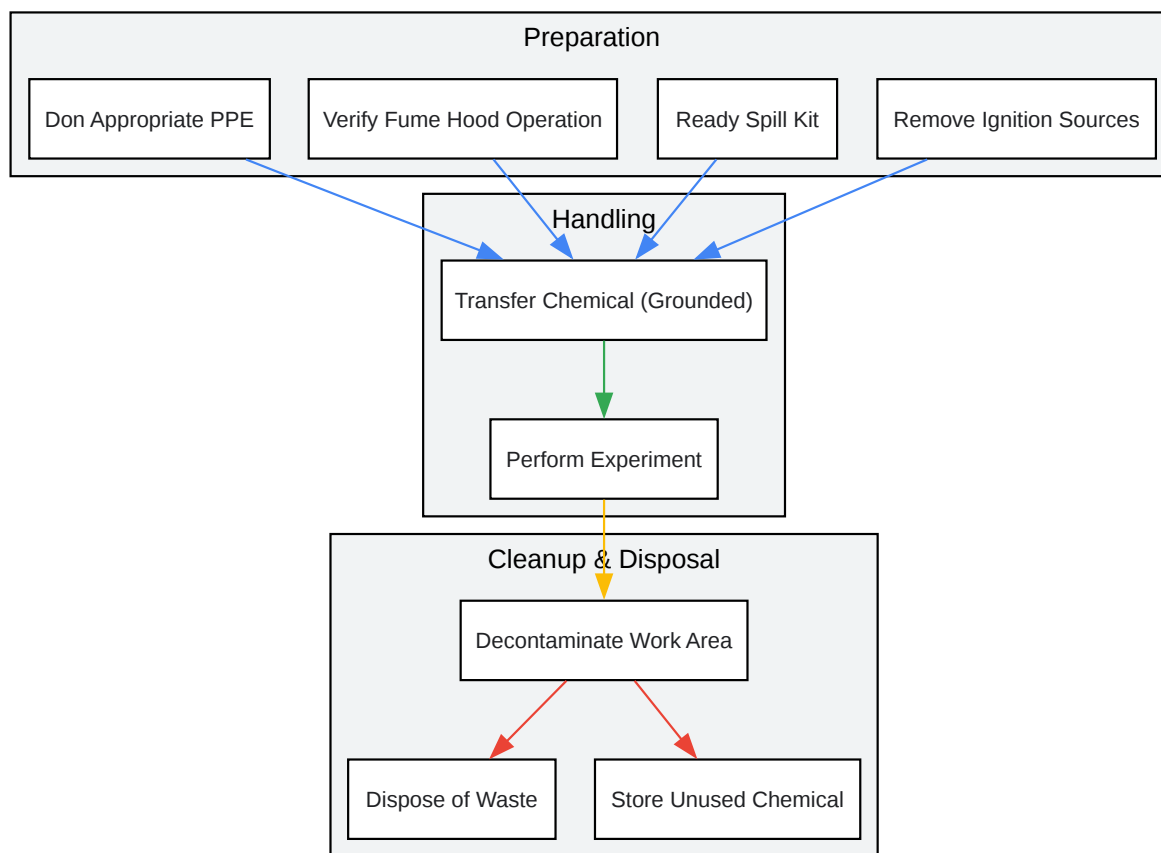 Preparation
Don Appropriate PPE
Verify Fume Hood Operation
Ready Spill Kit
Remove Ignition Sources
Handling
Transfer Chemical (Grounded)
Perform Experiment
Cleanup & Disposal
Decontaminate Work Area
Dispose of Waste
Store Unused Chemical